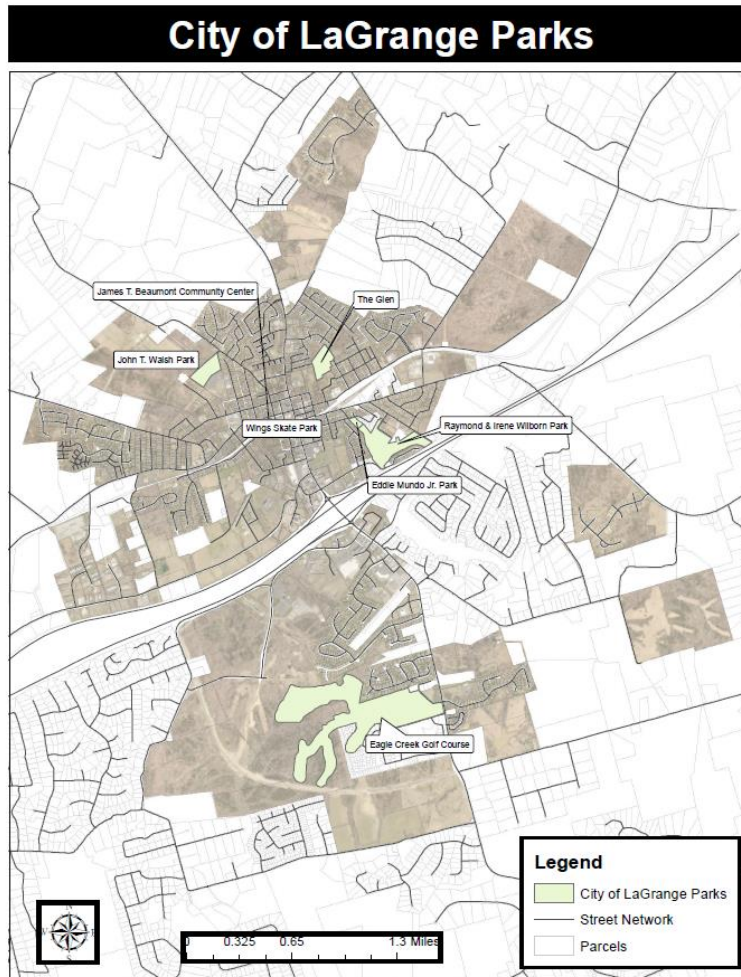 City of LaGrange Parks
James T. Beaumont Community Center
The Glen
John T. Walsh Park
Wings Skate Park
Raymond & Irene Wilborn Park
Eddie Mundo Jr. Park
Eagle Creek Golf Course
Legend
City of LaGrange Parks
Street Network
Parcels
N
W E
S
0 0.325 0.65 1.3 Miles